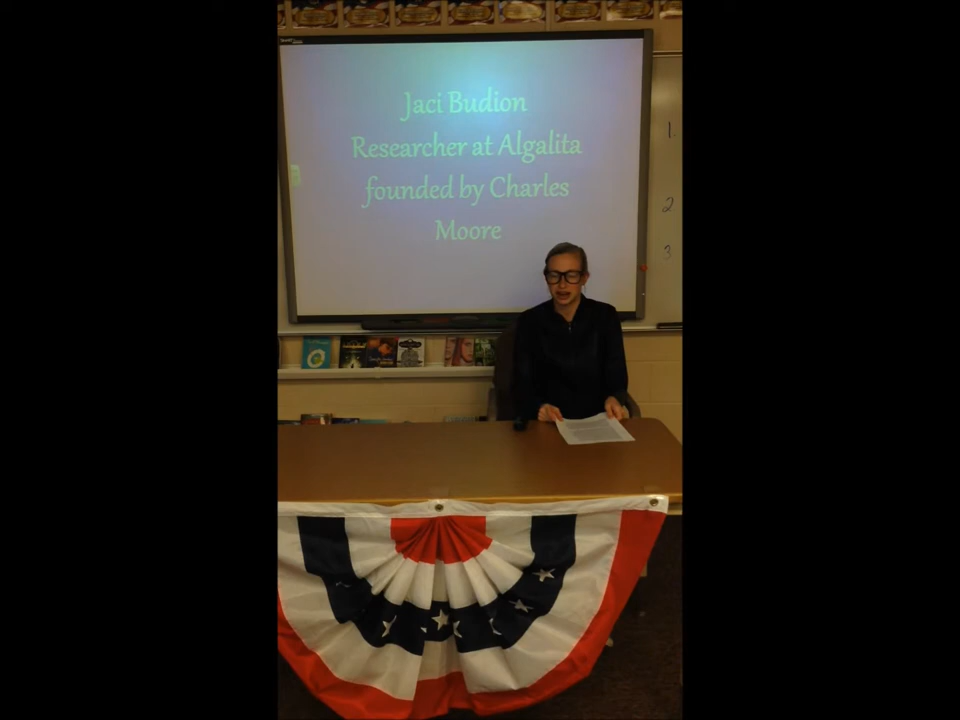 Jaci Budion
Researcher at Algalita
founded by Charles
Moore
1.
2
3